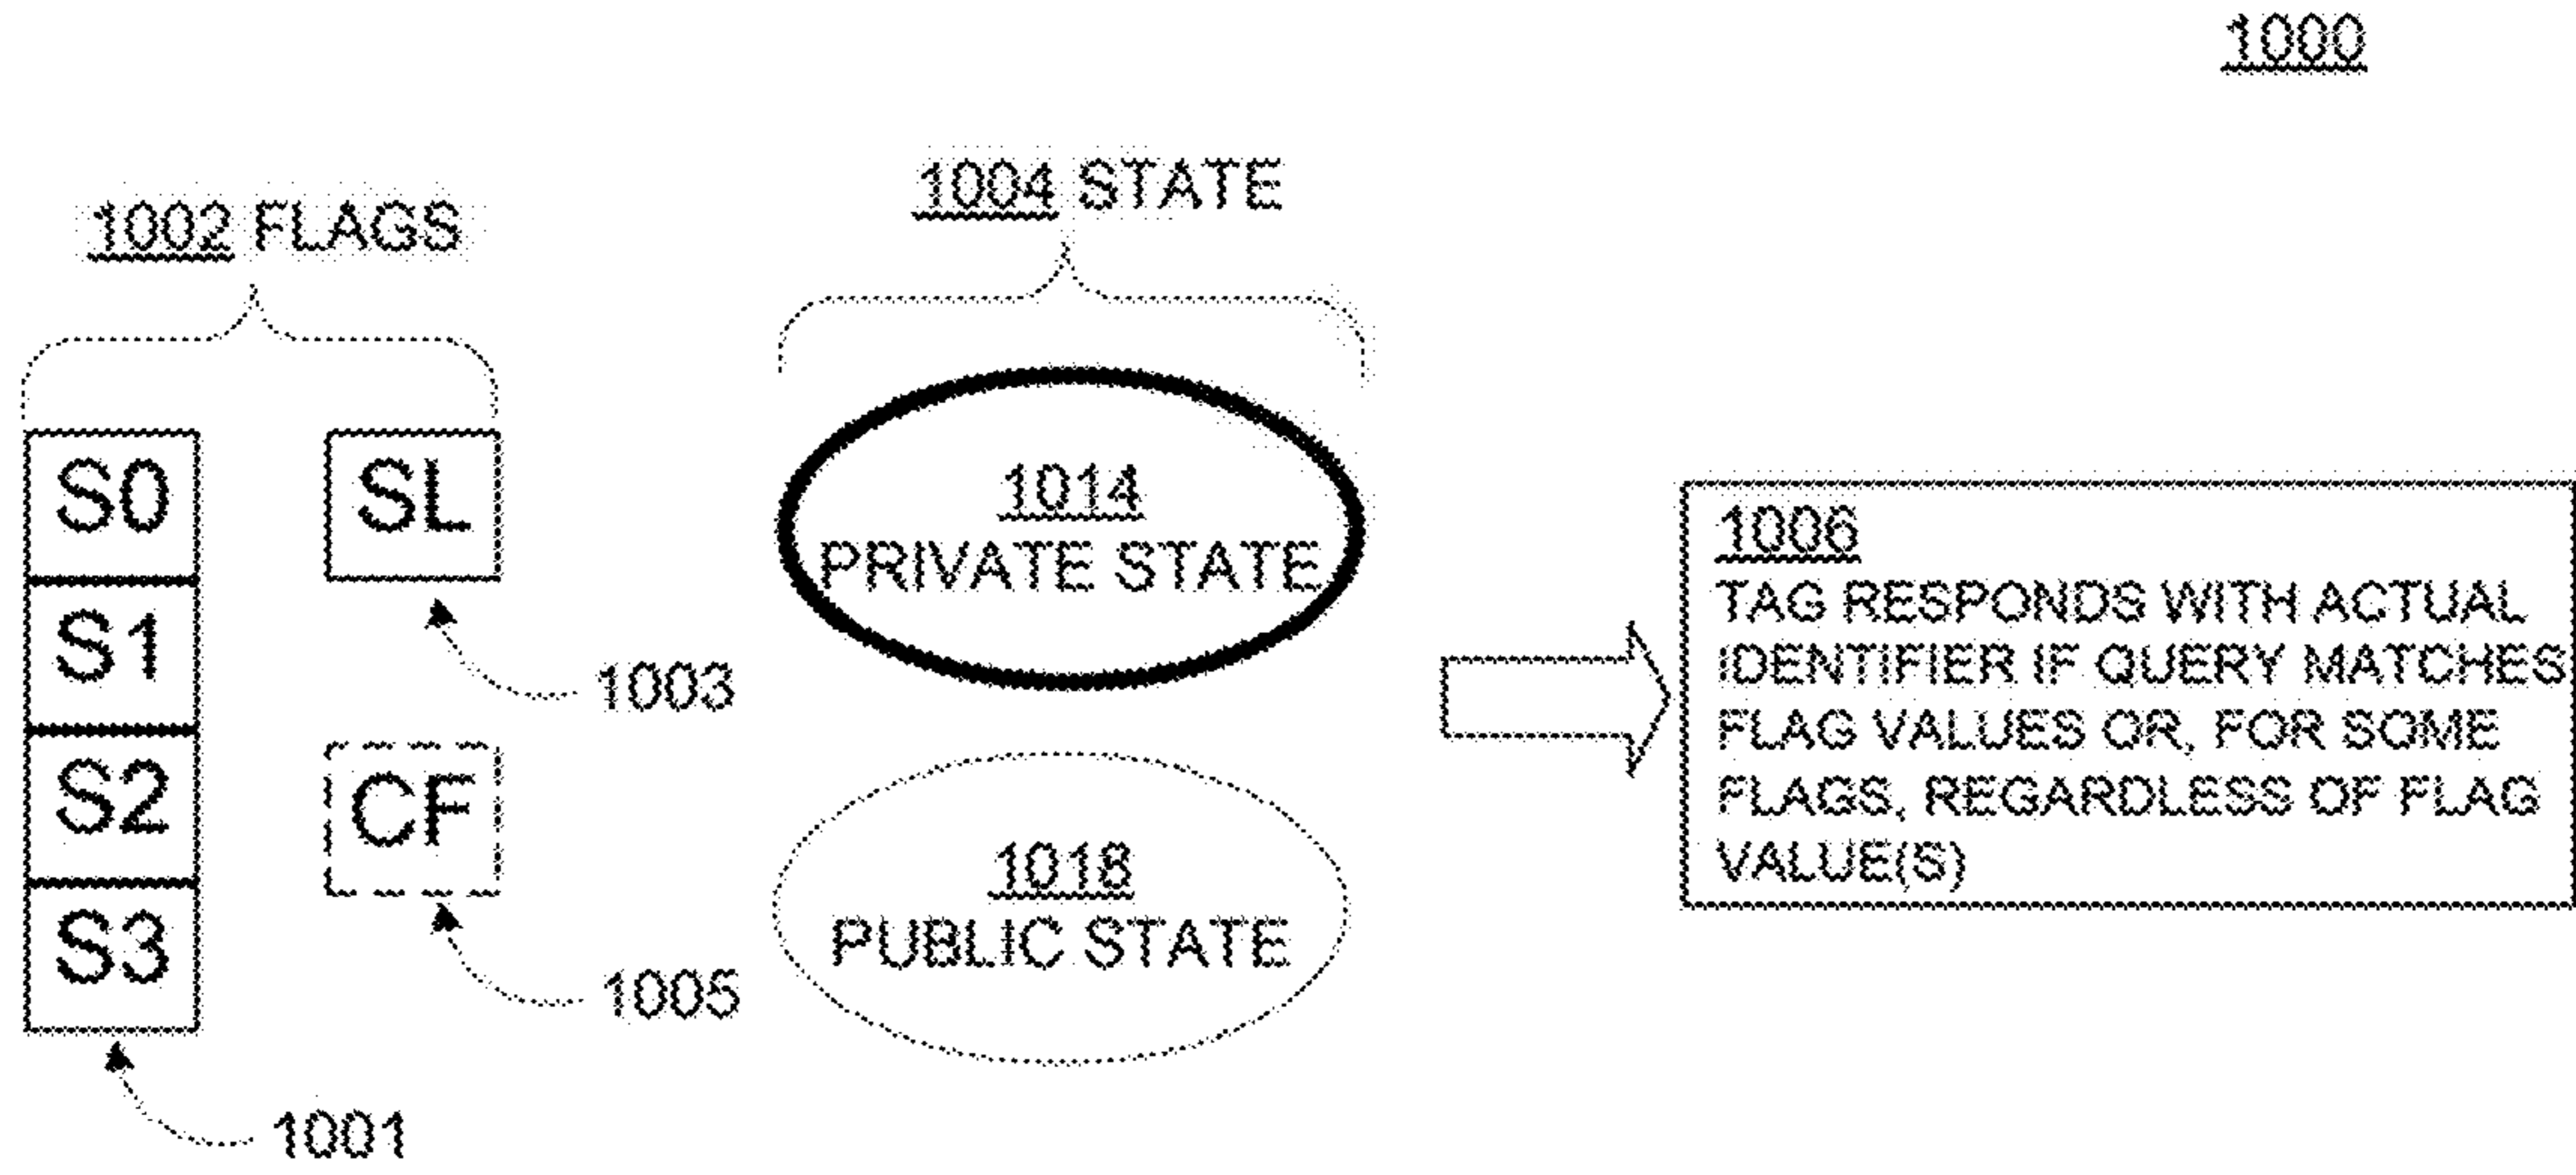 1000
1002 FLAGS
1004 STATE
S0
S1
S2
S3
1001
SL
1003
CF
1005
1014
PRIVATE STATE
1018
PUBLIC STATE
1006
TAG RESPONDS WITH ACTUAL
IDENTIFIER IF QUERY MATCHES
FLAG VALUES OR, FOR SOME
FLAGS, REGARDLESS OF FLAG
VALUE(S)